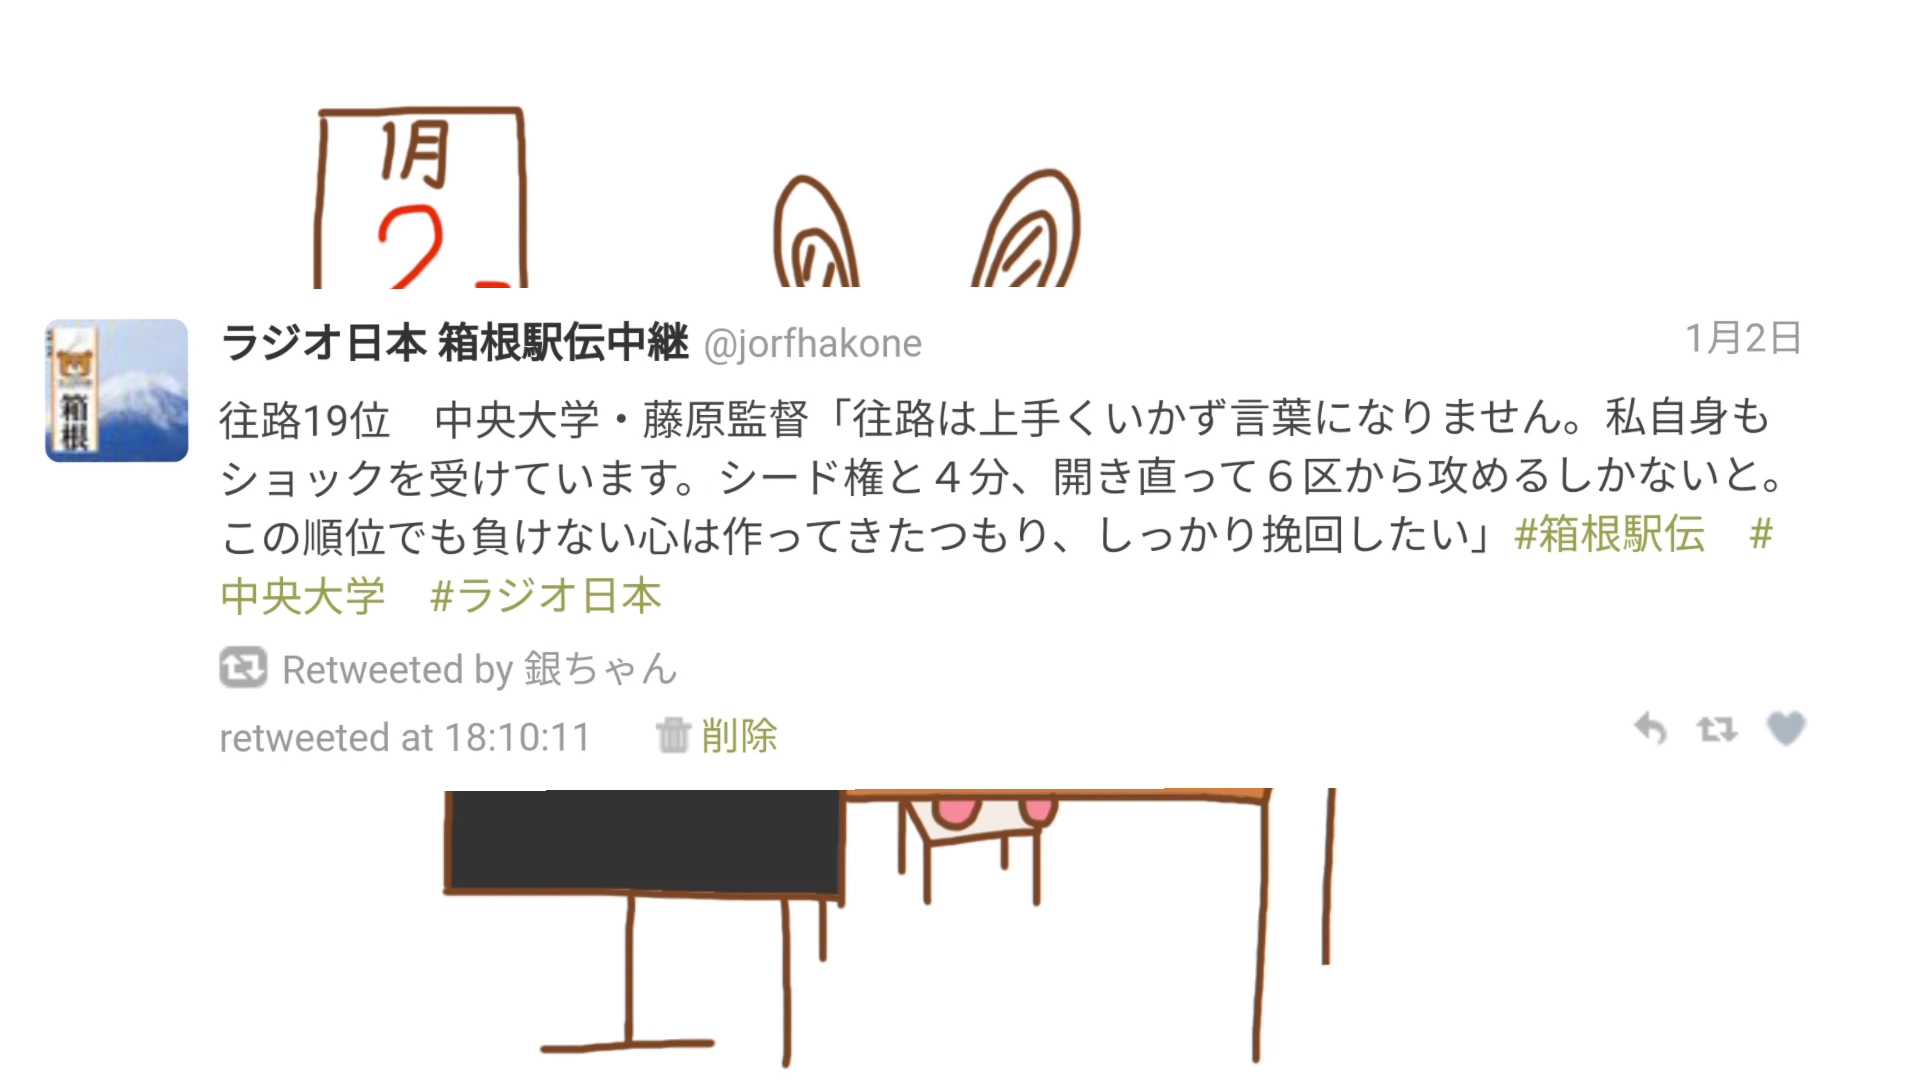 1月
2
箱根
ラジオ日本 箱根駅伝中継 @jorfhakone 1月2日
往路19位　中央大学・藤原監督「往路は上手くいかず言葉になりません。私自身も
ショックを受けています。シード権と４分、開き直って６区から攻めるしかないと。
この順位でも負けない心は作ってきたつもり、しっかり挽回したい」#箱根駅伝　#
中央大学　#ラジオ日本
Retweeted by 銀ちゃん
retweeted at 18:10:11 削除